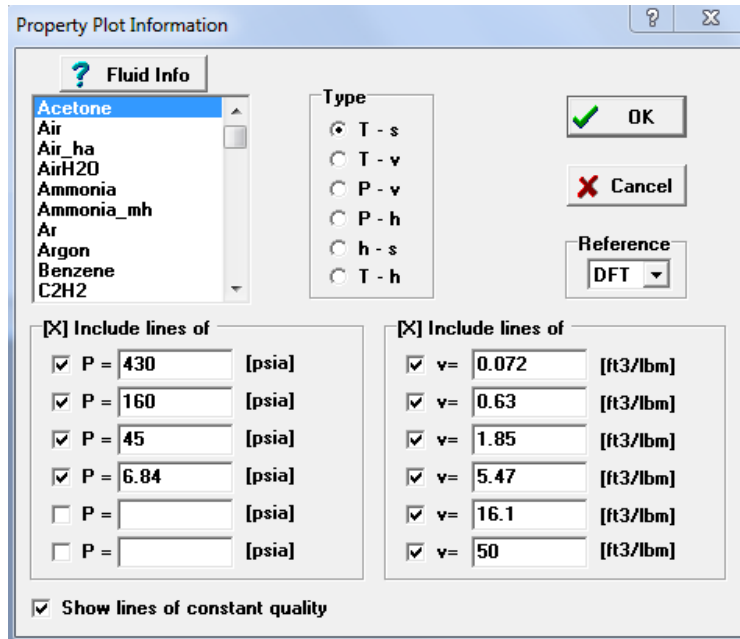 Property Plot Information
? Fluid Info
Acetone
Air
Air_ha
AirH2O
Ammonia
Ammonia_mh
Ar
Argon
Benzene
C2H2
Type
T - s
T - v
P - v
P - h
h - s
T - h
OK
Cancel
Reference
DFT
[X] Include lines of
P = 430 [psia]
P = 160 [psia]
P = 45 [psia]
P = 6.84 [psia]
P = [psia]
P = [psia]
[X] Include lines of
v= 0.072 [ft3/lbm]
v= 0.63 [ft3/lbm]
v= 1.85 [ft3/lbm]
v= 5.47 [ft3/lbm]
v= 16.1 [ft3/lbm]
v= 50 [ft3/lbm]
Show lines of constant quality